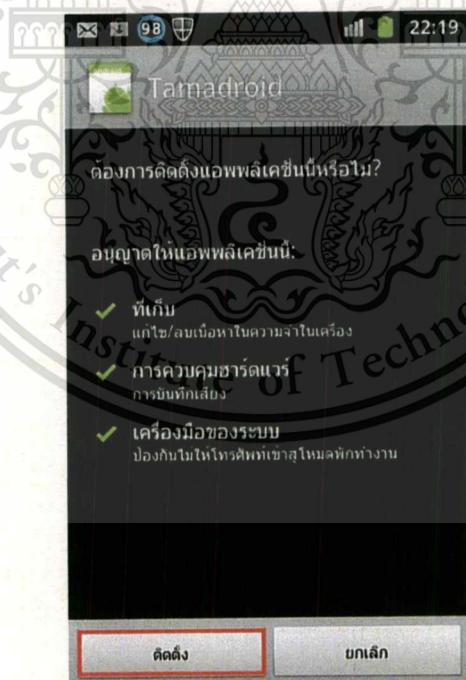 98 22:19
Tamadroid
ต้องการติดตั้งแอพพลิเคชั่นนี้หรือไม่?
อนุญาตให้แอพพลิเคชั่นนี้:
ที่เก็บ
แก้ไข/ลบเนื้อหาในความจำในเครื่อง
การควบคุมฮาร์ดแวร์
การบันทึกเสียง
เครื่องมือของระบบ
ป้องกันไม่ให้โทรศัพท์เข้าสู่โหมดพักทำงาน
Institute of Techno
ติดตั้ง
ยกเลิก